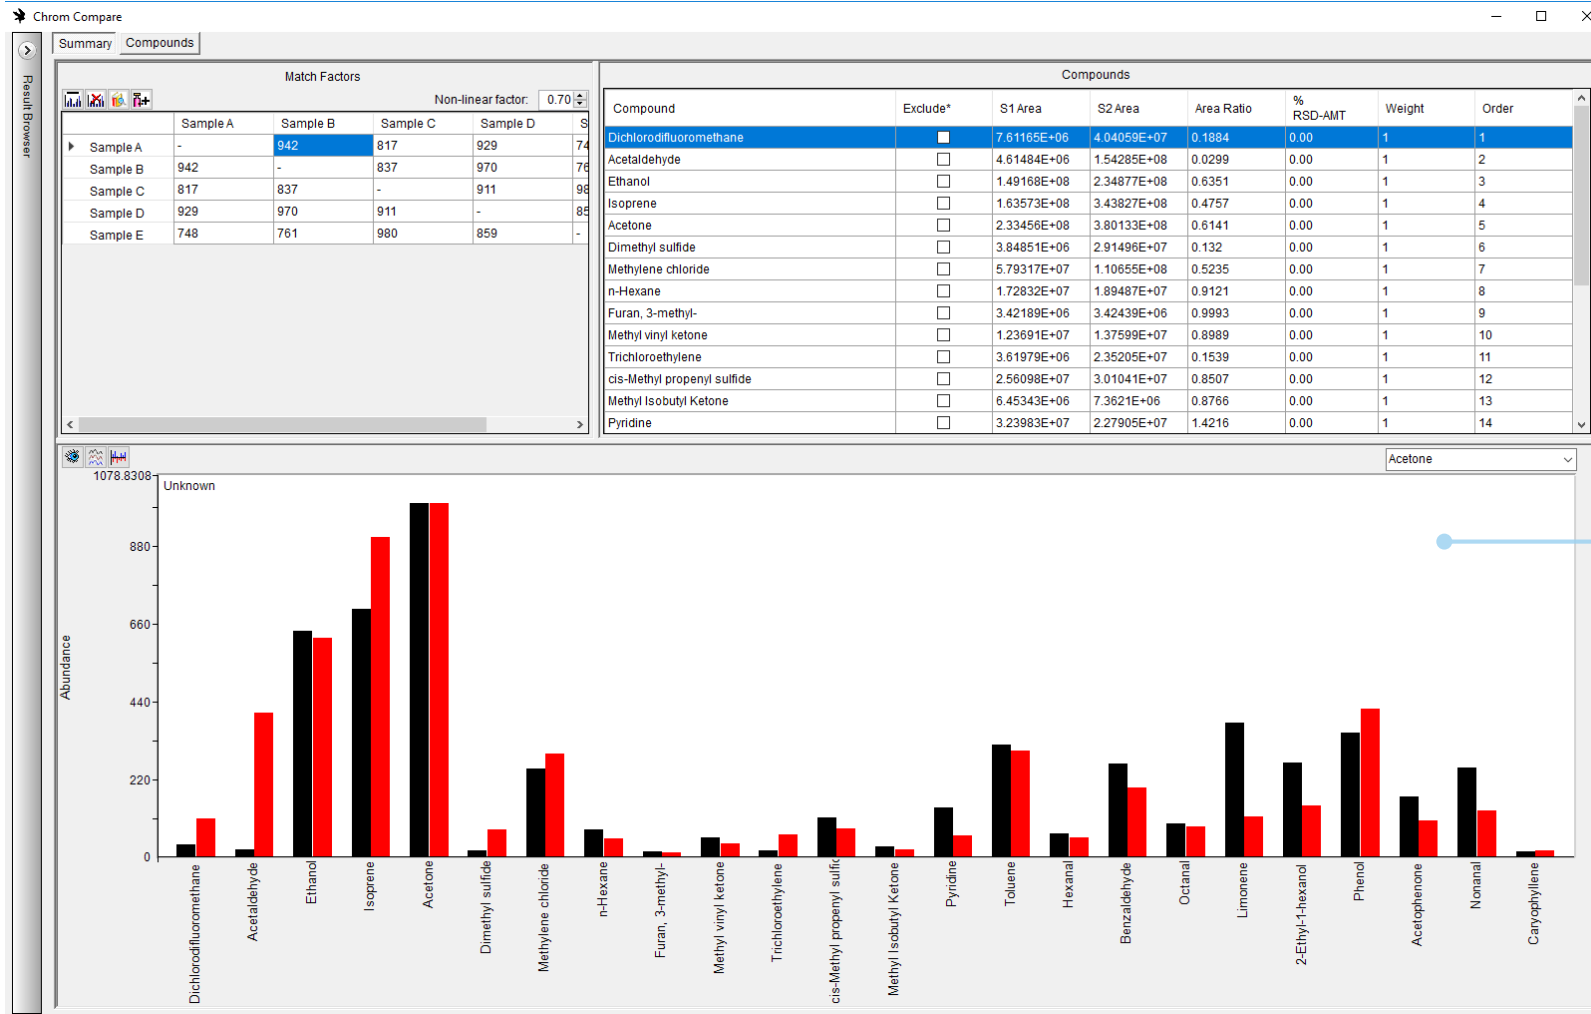 Chrom Compare
Result Browser
Summary Compounds
Match Factors
Non-linear factor: 0.70
Sample A Sample B Sample C Sample D S
Sample A - 942 817 929 74
Sample B 942 - 837 970 76
Sample C 817 837 - 911 98
Sample D 929 970 911 - 85
Sample E 748 761 980 859 -
Compounds
Compound Exclude* S1 Area S2 Area Area Ratio % RSD-AMT Weight Order
Dichlorodifluoromethane 7.61165E+06 4.04059E+07 0.1884 0.00 1 1
Acetaldehyde 4.61484E+06 1.54285E+08 0.0299 0.00 1 2
Ethanol 1.49168E+08 2.34877E+08 0.6351 0.00 1 3
Isoprene 1.63573E+08 3.43827E+08 0.4757 0.00 1 4
Acetone 2.33456E+08 3.80133E+08 0.6141 0.00 1 5
Dimethyl sulfide 3.84851E+06 2.91496E+07 0.132 0.00 1 6
Methylene chloride 5.79317E+07 1.10655E+08 0.5235 0.00 1 7
n-Hexane 1.72832E+07 1.89487E+07 0.9121 0.00 1 8
Furan, 3-methyl- 3.42189E+06 3.42439E+06 0.9993 0.00 1 9
Methyl vinyl ketone 1.23691E+07 1.37599E+07 0.8989 0.00 1 10
Trichloroethylene 3.61979E+06 2.35205E+07 0.1539 0.00 1 11
cis-Methyl propenyl sulfide 2.56098E+07 3.01041E+07 0.8507 0.00 1 12
Methyl Isobutyl Ketone 6.45343E+06 7.3621E+06 0.8766 0.00 1 13
Pyridine 3.23983E+07 2.27905E+07 1.4216 0.00 1 14
Acetone
Unknown
Abundance
1078.8308
880
660
440
220
0
Dichlorodifluoromethane
Acetaldehyde
Ethanol
Isoprene
Acetone
Dimethyl sulfide
Methylene chloride
n-Hexane
Furan, 3-methyl-
Methyl vinyl ketone
Trichloroethylene
cis-Methyl propenyl sulfic
Methyl Isobutyl Ketone
Pyridine
Toluene
Hexanal
Benzaldehyde
Octanal
Limonene
2-Ethyl-1-hexanol
Phenol
Acetophenone
Nonanal
Caryophyllene